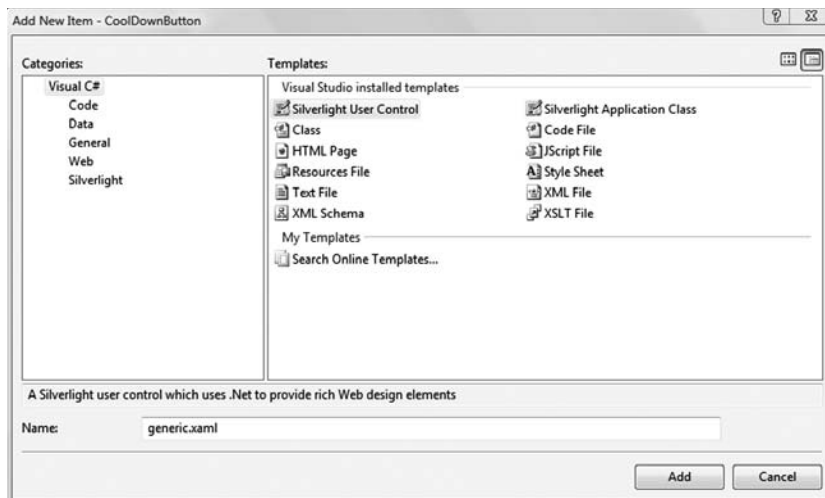 Add New Item - CoolDownButton
Categories:
Templates:
Visual C#
Code
Data
General
Web
Silverlight
Visual Studio installed templates
Silverlight User Control
Silverlight Application Class
Class
Code File
HTML Page
JScript File
Resources File
Style Sheet
Text File
XML File
XML Schema
XSLT File
My Templates
Search Online Templates...
A Silverlight user control which uses .Net to provide rich Web design elements
Name:
generic.xaml
Add
Cancel